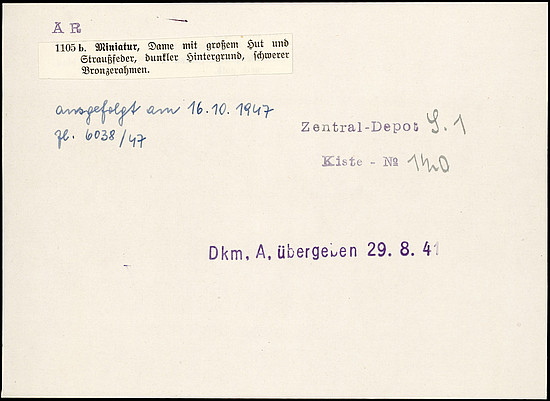 A R
1105 b. Miniatur, Dame mit großem Hut und
Straußfeder, dunkler Hintergrund, schwerer
Bronzerahmen.
ausgefolgt am 16.10.1947
zl. 6038/47
Zentral-Depot S. 1
Kiste - № 140
Dkm. A. übergeben 29. 8. 41